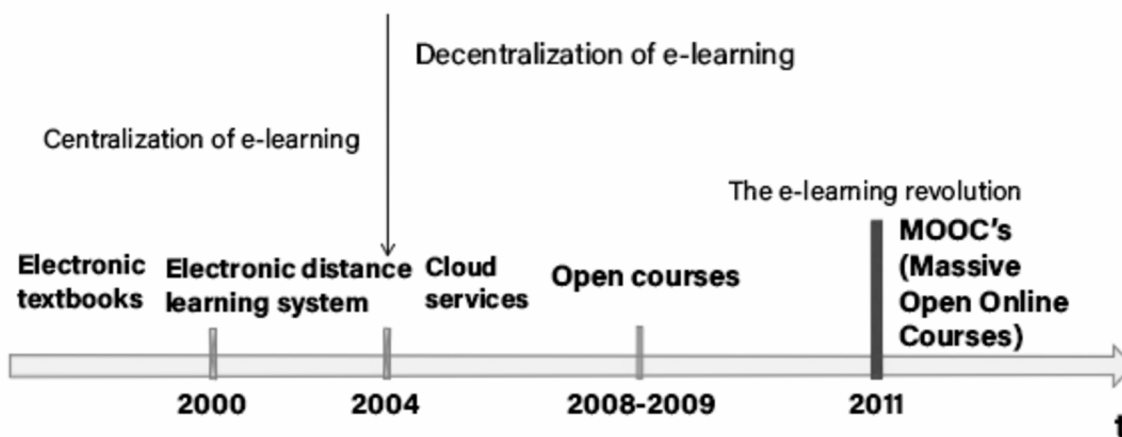 Decentralization of e-learning
Centralization of e-learning
The e-learning revolution
Electronic
textbooks
Electronic distance
learning system
Cloud
services
Open courses
MOOC's
(Massive
Open Online
Courses)
2000
2004
2008-2009
2011
t